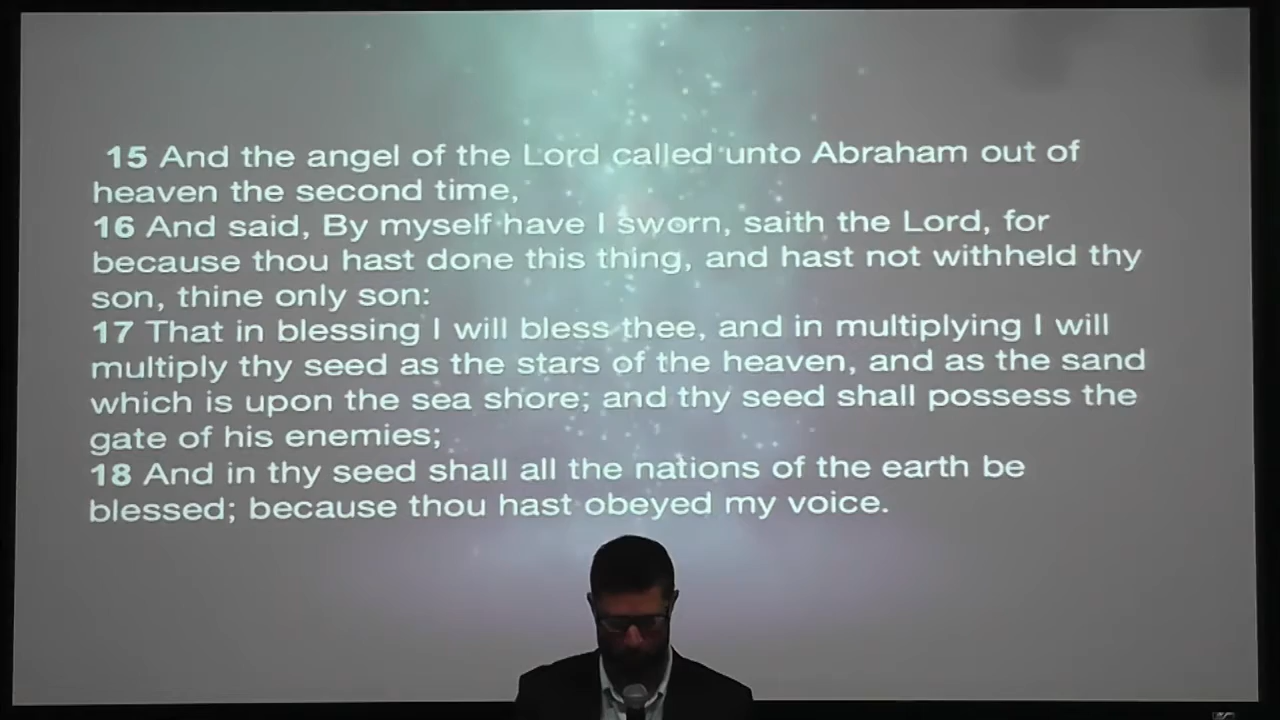 15 And the angel of the Lord called unto Abraham out of
heaven the second time,
16 And said, By myself have I sworn, saith the Lord, for
because thou hast done this thing, and hast not withheld thy
son, thine only son:
17 That in blessing I will bless thee, and in multiplying I will
multiply thy seed as the stars of the heaven, and as the sand
which is upon the sea shore; and thy seed shall possess the
gate of his enemies;
18 And in thy seed shall all the nations of the earth be
blessed; because thou hast obeyed my voice.